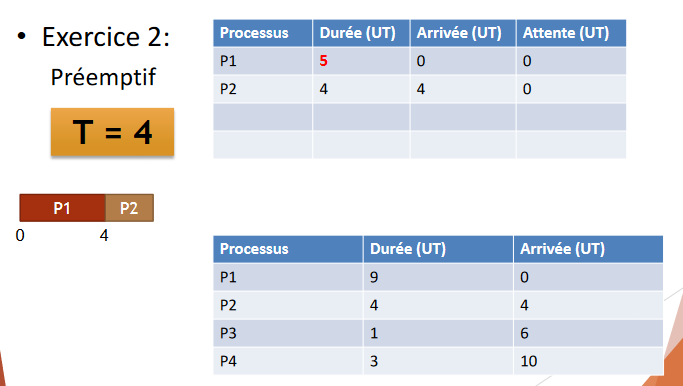 • Exercice 2:
Préemptif
T = 4
Processus Durée (UT) Arrivée (UT) Attente (UT)
P1 5 0 0
P2 4 4 0
P1 P2
0 4
Processus Durée (UT) Arrivée (UT)
P1 9 0
P2 4 4
P3 1 6
P4 3 10